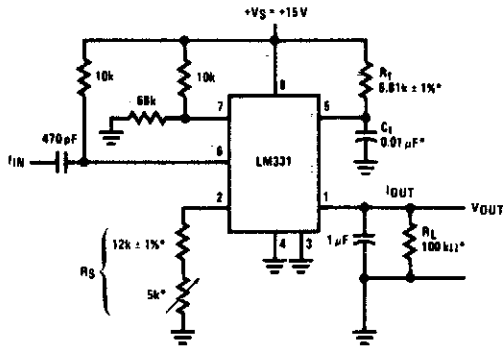 +VS = +15V
10k
10k
Rt
6.81k ± 1%*
68k
7
8
5
470 pF
Ct
0.01 µF*
fIN
6
LM331
2
1
IOUT
VOUT
RS
12k ± 1%*
4
3
1 µF
RL
100 kΩ*
5k*